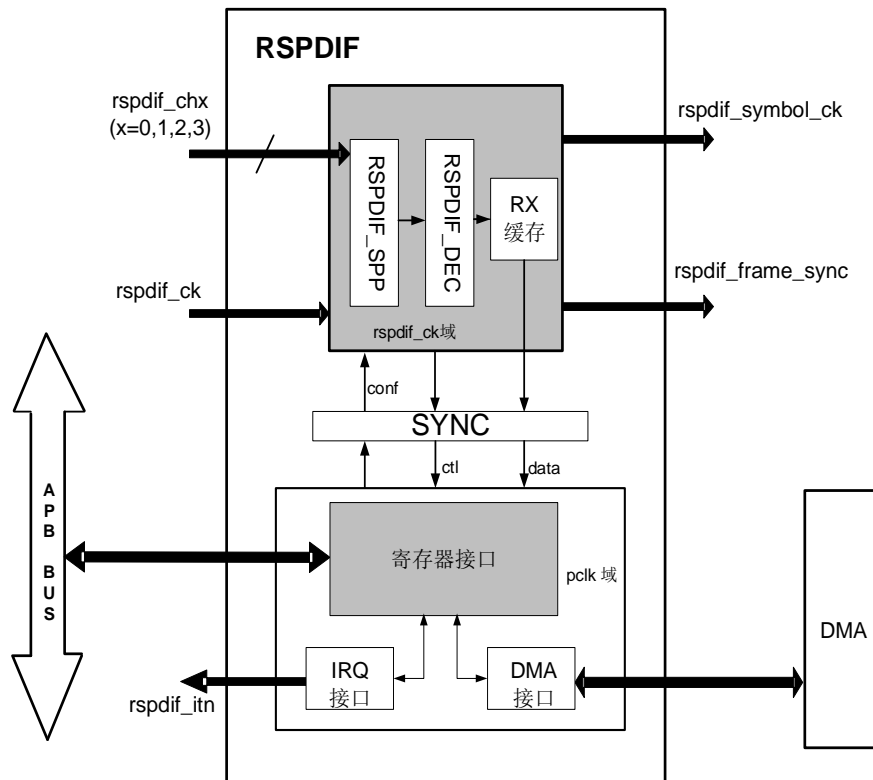 RSPDIF
rspdif_chx
(x=0,1,2,3)
rspdif_symbol_ck
RSPDIF_SPP
RSPDIF_DEC
RX
缓存
rspdif_ck
rspdif_frame_sync
rspdif_ck域
conf
SYNC
ctl
data
APB BUS
寄存器接口
pclk 域
IRQ
接口
DMA
接口
DMA
rspdif_itn